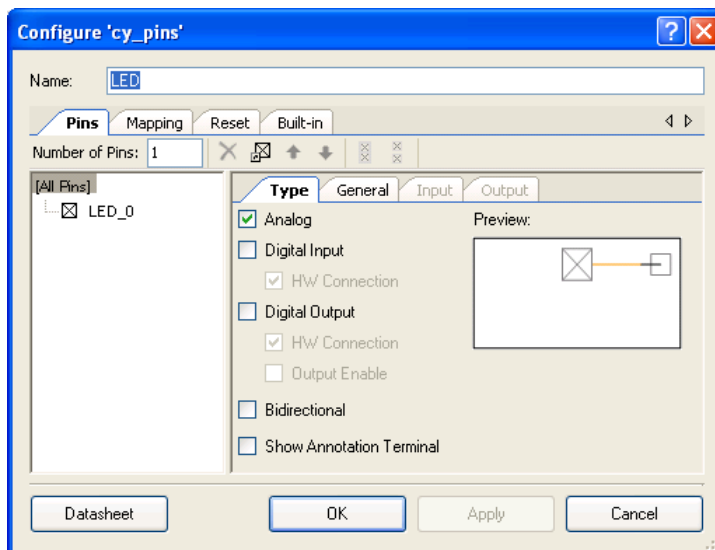 Configure 'cy_pins'
Name: LED
Pins Mapping Reset Built-in
Number of Pins: 1
[All Pins]
LED_0
Type General Input Output
Analog
Preview:
Digital Input
HW Connection
Digital Output
HW Connection
Output Enable
Bidirectional
Show Annotation Terminal
Datasheet OK Apply Cancel